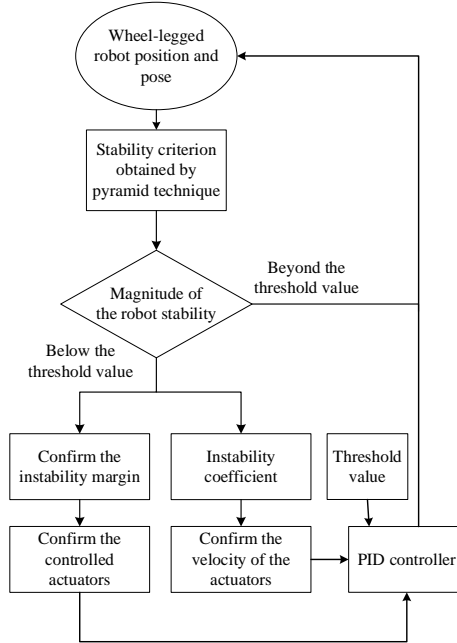 Wheel-legged
robot position and
pose
Stability criterion
obtained by
pyramid technique
Magnitude of
the robot stability
Beyond the
threshold value
Below the
threshold value
Confirm the
instability margin
Instability
coefficient
Threshold
value
Confirm the
controlled
actuators
Confirm the
velocity of the
actuators
PID controller